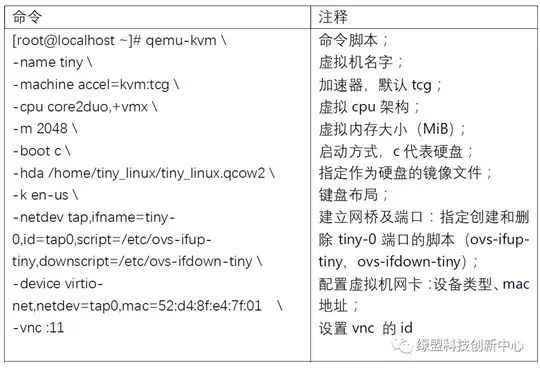 命令 注释
[root@localhost ~]# qemu-kvm \ 命令脚本；
-name tiny \ 虚拟机名字；
-machine accel=kvm:tcg \ 加速器，默认 tcg；
-cpu core2duo,+vmx \ 虚拟 cpu 架构；
-m 2048 \ 虚拟内存大小（MiB）；
-boot c \ 启动方式，c 代表硬盘；
-hda /home/tiny_linux/tiny_linux.qcow2 \ 指定作为硬盘的镜像文件；
-k en-us \ 键盘布局；
-netdev tap,ifname=tiny- 建立网桥及端口：指定创建和删
0,id=tap0,script=/etc/ovs-ifup- 除 tiny-0 端口的脚本（ovs-ifup-
tiny,downscript=/etc/ovs-ifdown-tiny \ tiny，ovs-ifdown-tiny）；
-device virtio- 配置虚拟机网卡：设备类型、mac
net,netdev=tap0,mac=52:d4:8f:e4:7f:01 \ 地址；
-vnc :11 设置 vnc 的 id
绿盟科技创新中心